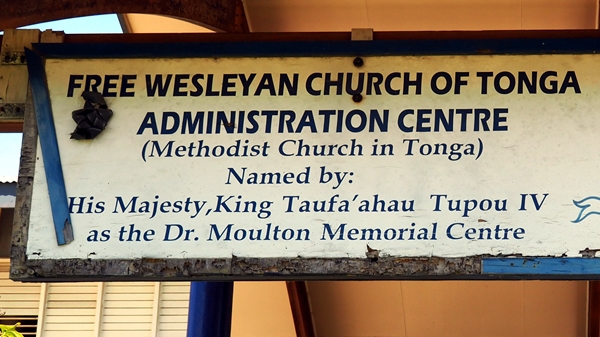 FREE WESLEYAN CHURCH OF TONGA
ADMINISTRATION CENTRE
(Methodist Church in Tonga)
Named by:
His Majesty,King Taufa'ahau Tupou IV
as the Dr. Moulton Memorial Centre